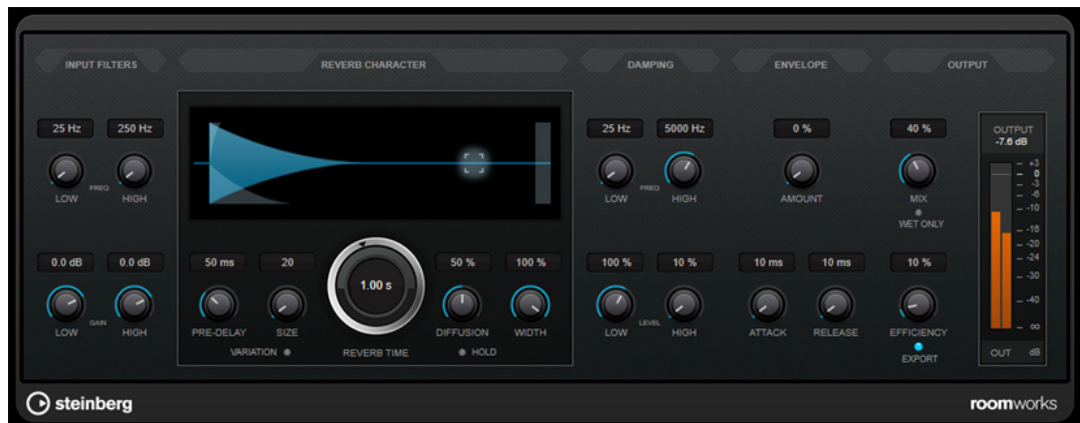 INPUT FILTERS
REVERB CHARACTER
DAMPING
ENVELOPE
OUTPUT
25 Hz 250 Hz
LOW FREQ HIGH
0.0 dB 0.0 dB
LOW GAIN HIGH
50 ms 20
PRE-DELAY SIZE
VARIATION
1.00 s
REVERB TIME
50 % 100 %
DIFFUSION WIDTH
HOLD
25 Hz 5000 Hz
LOW FREQ HIGH
100 % 10 %
LOW LEVEL HIGH
0 %
AMOUNT
10 ms 10 ms
ATTACK RELEASE
40 %
MIX
WET ONLY
10 %
EFFICIENCY
EXPORT
OUTPUT
-7.6 dB
+3
0
-3
-6
-10
-16
-20
-24
-30
-40
∞
OUT dB
steinberg
roomworks